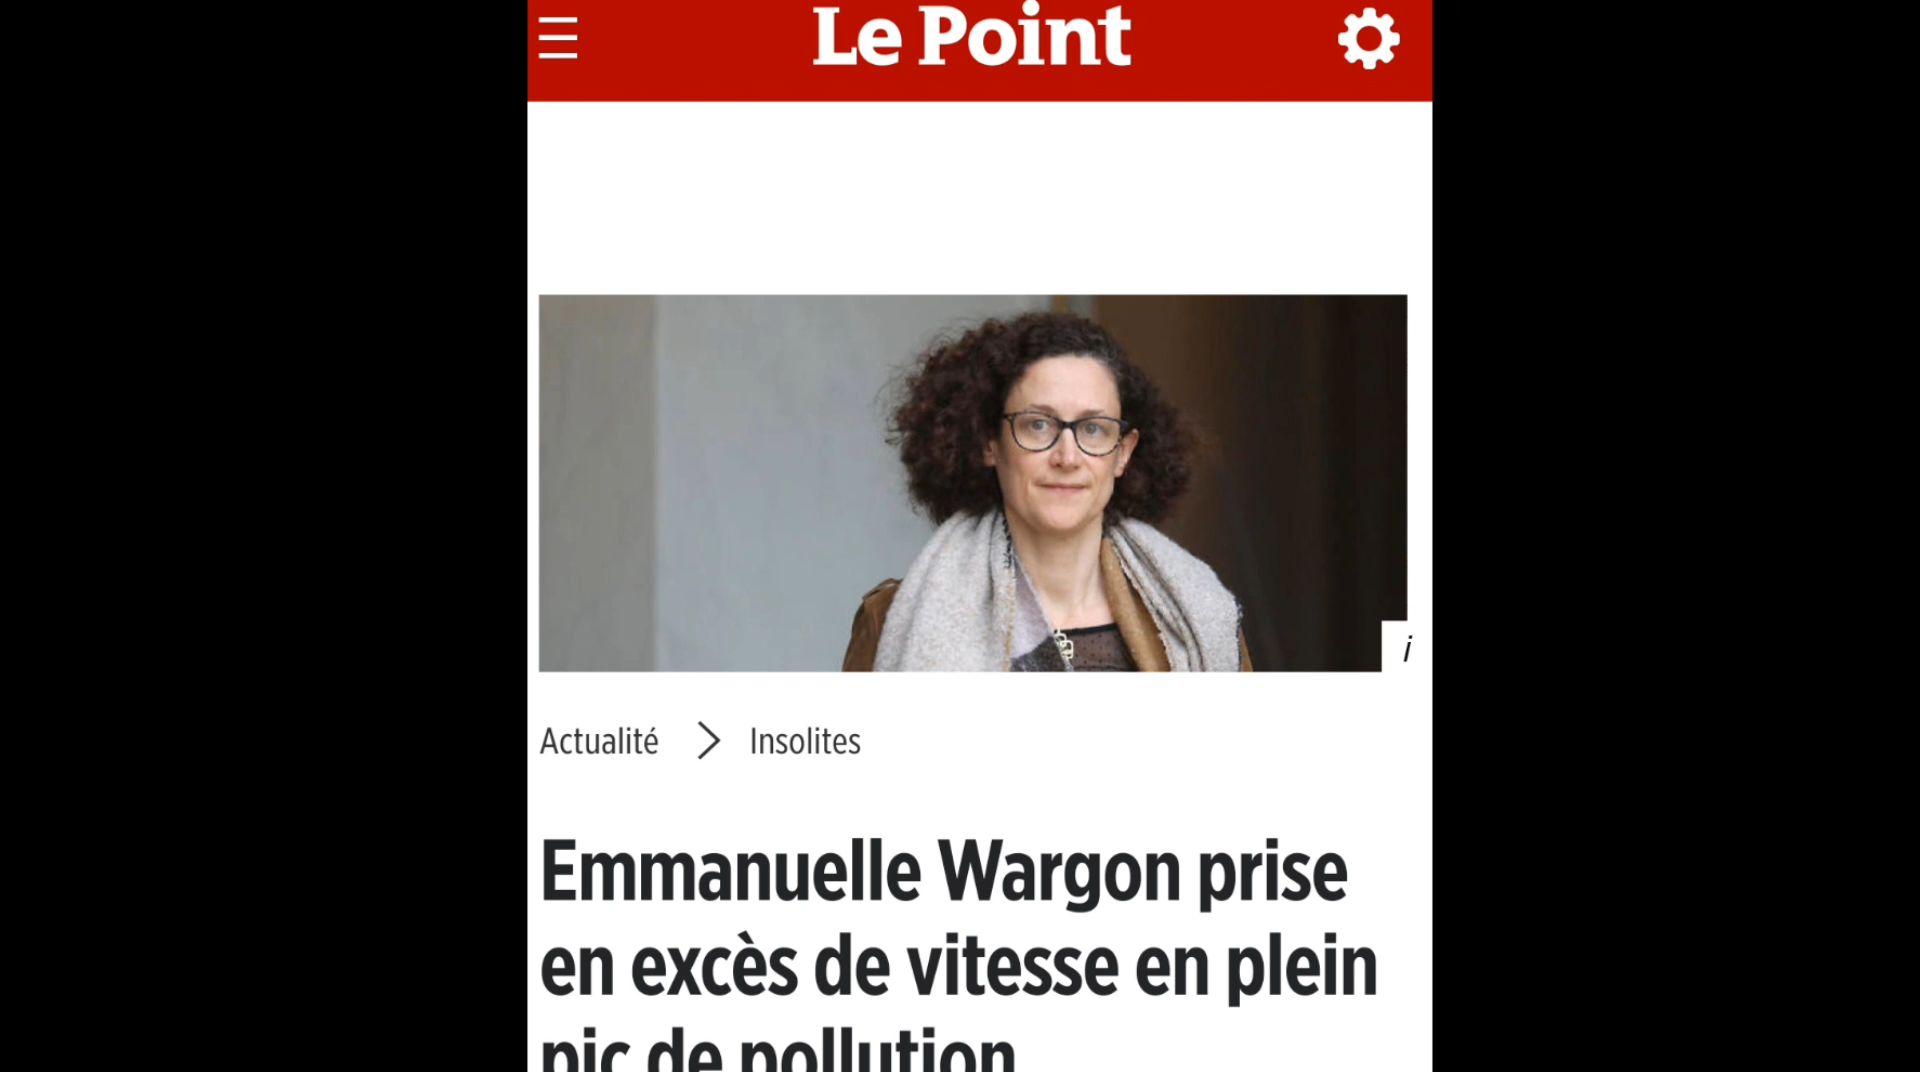 Le Point
i
Actualité > Insolites
Emmanuelle Wargon prise
en excès de vitesse en plein
pic de pollution